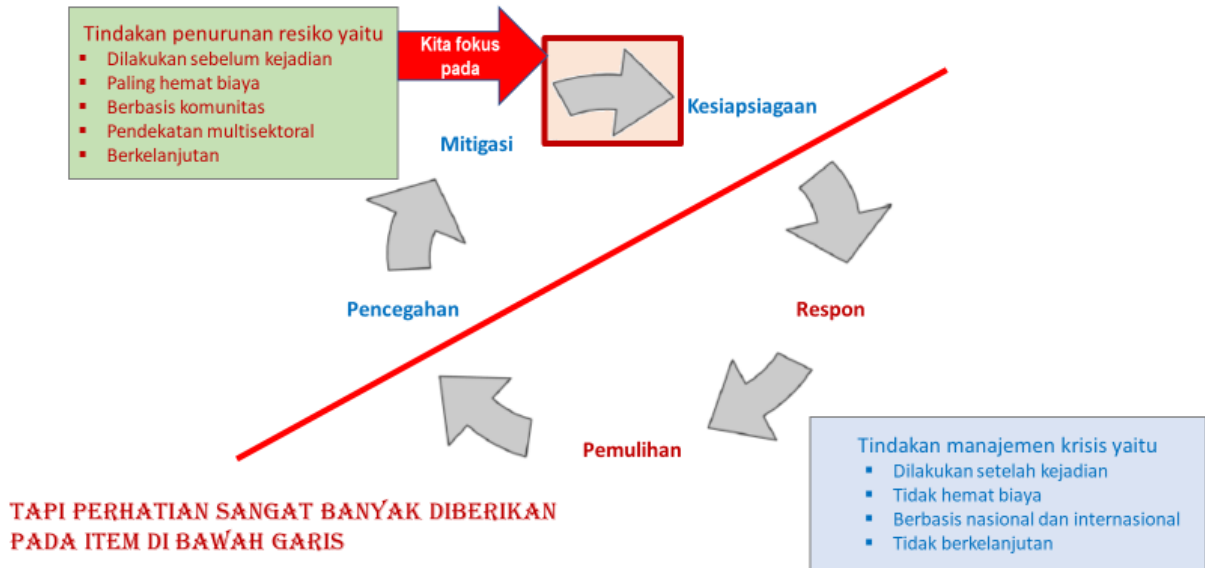 Tindakan penurunan resiko yaitu
▪ Dilakukan sebelum kejadian
▪ Paling hemat biaya
▪ Berbasis komunitas
▪ Pendekatan multisektoral
▪ Berkelanjutan
Kita fokus
pada
Kesiapsiagaan
Mitigasi
Pencegahan
Respon
Pemulihan
Tindakan manajemen krisis yaitu
▪ Dilakukan setelah kejadian
▪ Tidak hemat biaya
▪ Berbasis nasional dan internasional
▪ Tidak berkelanjutan
TAPI PERHATIAN SANGAT BANYAK DIBERIKAN
PADA ITEM DI BAWAH GARIS